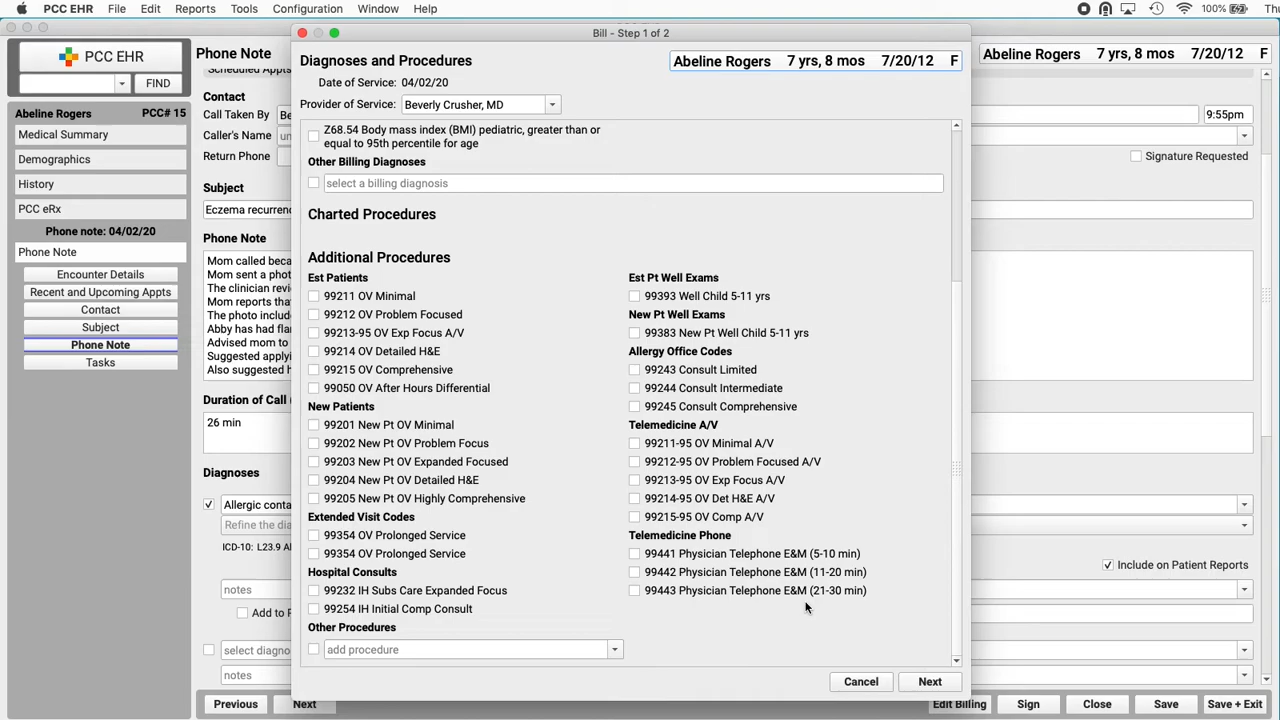 PCC EHR File Edit Reports Tools Configuration Window Help 100% Thu
Bill - Step 1 of 2
PCC EHR
FIND
Abeline Rogers PCC# 15
Medical Summary
Demographics
History
PCC eRx
Phone note: 04/02/20
Phone Note
Encounter Details
Recent and Upcoming Appts
Contact
Subject
Phone Note
Tasks
Phone Note
Abeline Rogers 7 yrs, 8 mos 7/20/12 F
Scheduled Appts
Contact
Call Taken By Be
9:55pm
Caller's Name
Return Phone
Signature Requested
Subject
Eczema recurrenc
Phone Note
Mom called beca
Mom sent a phot
The clinician revi
Mom reports that
The photo include
Abby has had flar
Advised mom to
Suggested applyi
Also suggested h
Duration of Call (
26 min
Diagnoses
Allergic conta
Refine the dia
ICD-10: L23.9 Al
Include on Patient Reports
notes
Add to P
select diagno
notes
Previous Next Edit Billing Sign Close Save Save + Exit
Diagnoses and Procedures
Abeline Rogers 7 yrs, 8 mos 7/20/12 F
Date of Service: 04/02/20
Provider of Service: Beverly Crusher, MD
Z68.54 Body mass index (BMI) pediatric, greater than or
equal to 95th percentile for age
Other Billing Diagnoses
select a billing diagnosis
Charted Procedures
Additional Procedures
Est Patients
99211 OV Minimal
99212 OV Problem Focused
99213-95 OV Exp Focus A/V
99214 OV Detailed H&E
99215 OV Comprehensive
99050 OV After Hours Differential
New Patients
99201 New Pt OV Minimal
99202 New Pt OV Problem Focus
99203 New Pt OV Expanded Focused
99204 New Pt OV Detailed H&E
99205 New Pt OV Highly Comprehensive
Extended Visit Codes
99354 OV Prolonged Service
99354 OV Prolonged Service
Hospital Consults
99232 IH Subs Care Expanded Focus
99254 IH Initial Comp Consult
Other Procedures
add procedure
Est Pt Well Exams
99393 Well Child 5-11 yrs
New Pt Well Exams
99383 New Pt Well Child 5-11 yrs
Allergy Office Codes
99243 Consult Limited
99244 Consult Intermediate
99245 Consult Comprehensive
Telemedicine A/V
99211-95 OV Minimal A/V
99212-95 OV Problem Focused A/V
99213-95 OV Exp Focus A/V
99214-95 OV Det H&E A/V
99215-95 OV Comp A/V
Telemedicine Phone
99441 Physician Telephone E&M (5-10 min)
99442 Physician Telephone E&M (11-20 min)
99443 Physician Telephone E&M (21-30 min)
Cancel Next